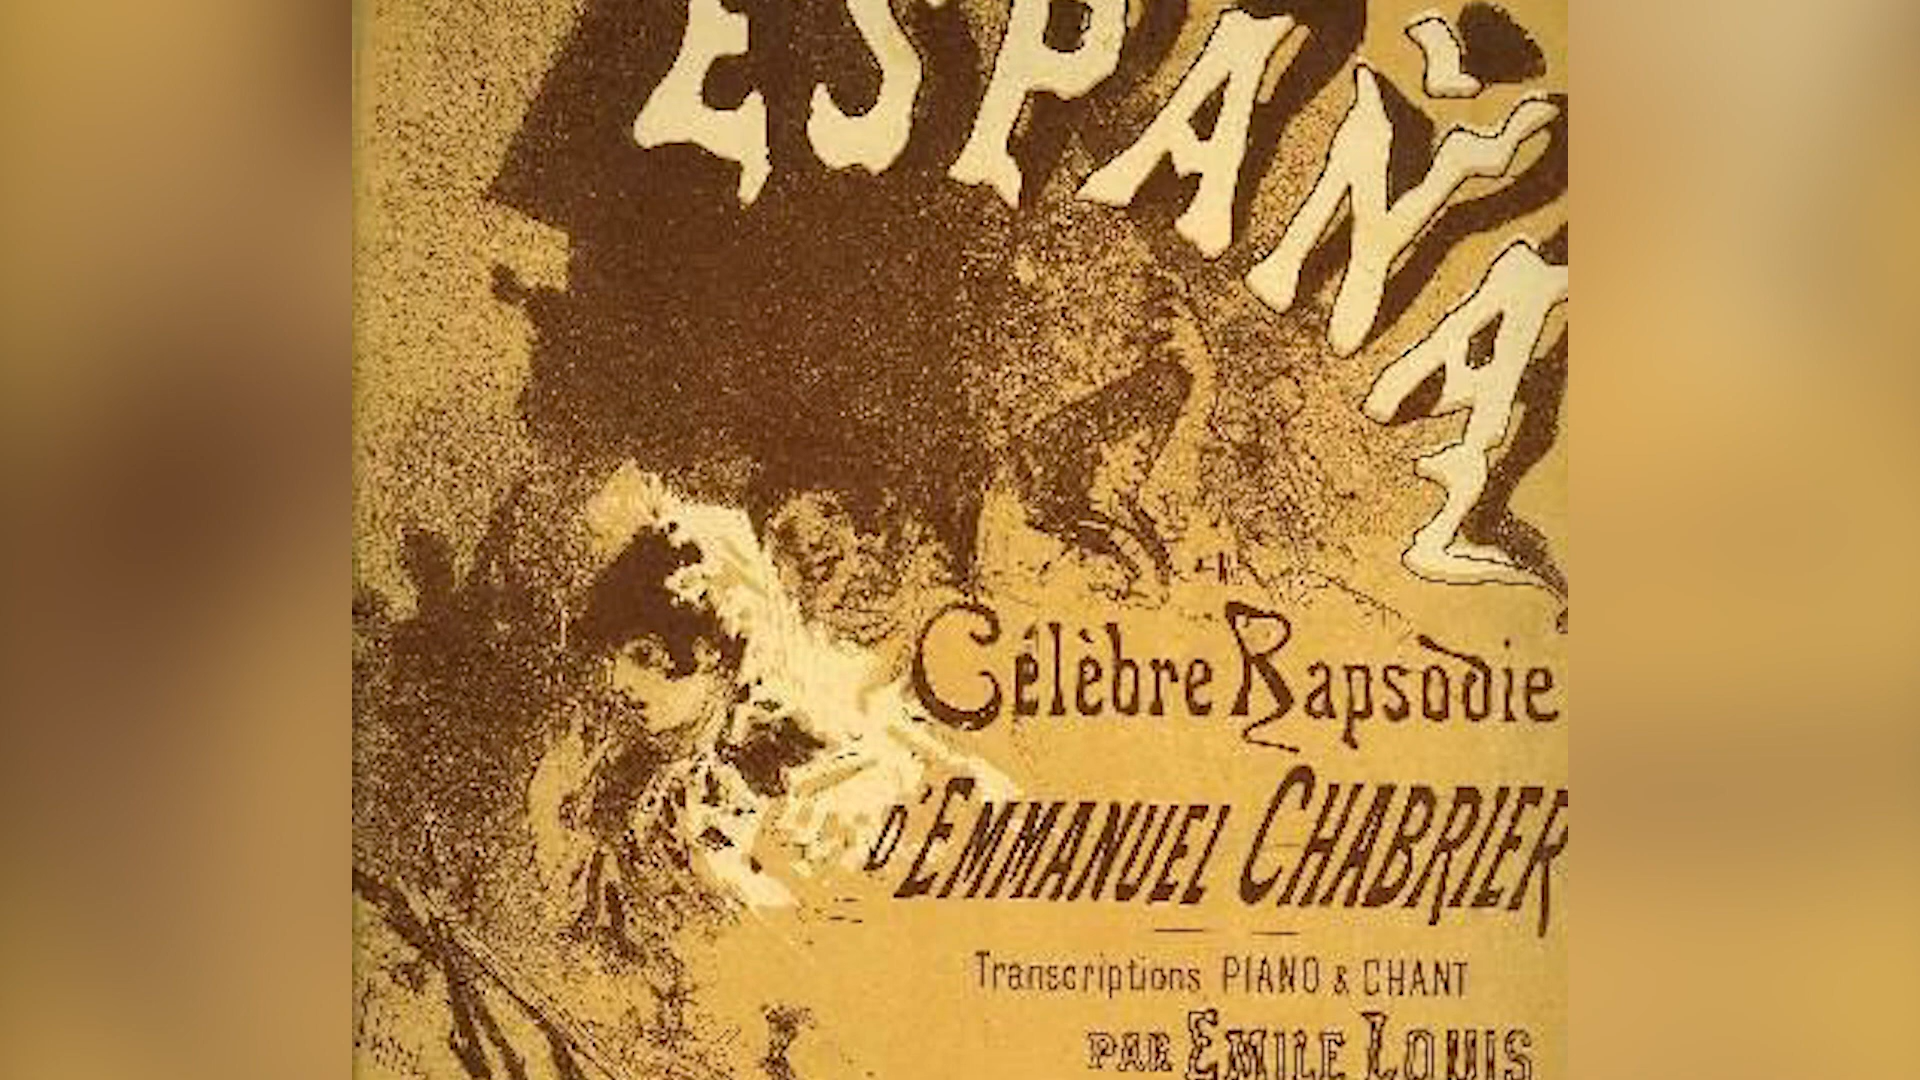 ESPAÑA
Célèbre Rapsodie
D'EMMANUEL CHABRIER
Transcriptions PIANO & CHANT
PAR EMILE LOUIS